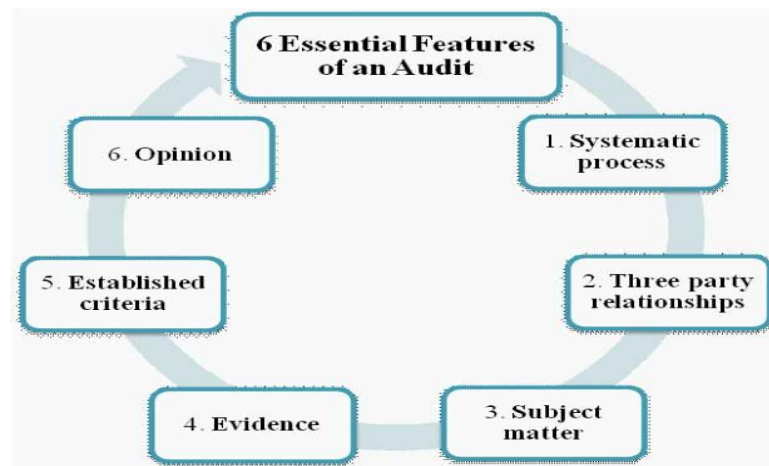 6 Essential Features
of an Audit
1. Systematic
process
2. Three party
relationships
3. Subject
matter
4. Evidence
5. Established
criteria
6. Opinion